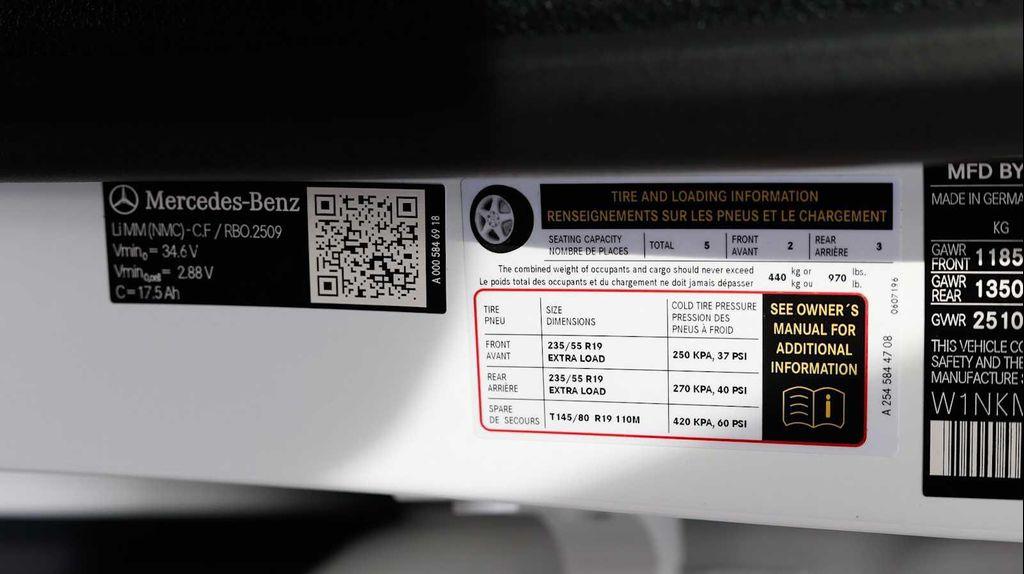 Mercedes-Benz
LiMM(NMC)-C.F / RBO.2509
Vmin₀ = 34.6 V
Vmin₀,cell = 2.88 V
C = 17.5 Ah
A 000 584 69 18
TIRE AND LOADING INFORMATION
RENSEIGNEMENTS SUR LES PNEUS ET LE CHARGEMENT
SEATING CAPACITY
NOMBRE DE PLACES
TOTAL 5
FRONT
AVANT
2
REAR
ARRIÈRE
3
The combined weight of occupants and cargo should never exceed
Le poids total des occupants et du chargement ne doit jamais dépasser
440 kg or
kg ou
970 lbs.
lb.
TIRE
PNEU
SIZE
DIMENSIONS
COLD TIRE PRESSURE
PRESSION DES
PNEUS À FROID
FRONT
AVANT
235/55 R19
EXTRA LOAD
250 KPA, 37 PSI
REAR
ARRIÈRE
235/55 R19
EXTRA LOAD
270 KPA, 40 PSI
SPARE
DE SECOURS
T145/80 R19 110M
420 KPA, 60 PSI
SEE OWNER´S
MANUAL FOR
ADDITIONAL
INFORMATION
i
0607196
A 254 584 47 08
MFD BY
MADE IN GERMA
KG
GAWR
FRONT
1185
GAWR
REAR
1350
GVWR 2510
THIS VEHICLE CO
SAFETY AND THE
MANUFACTURE
W1NKM